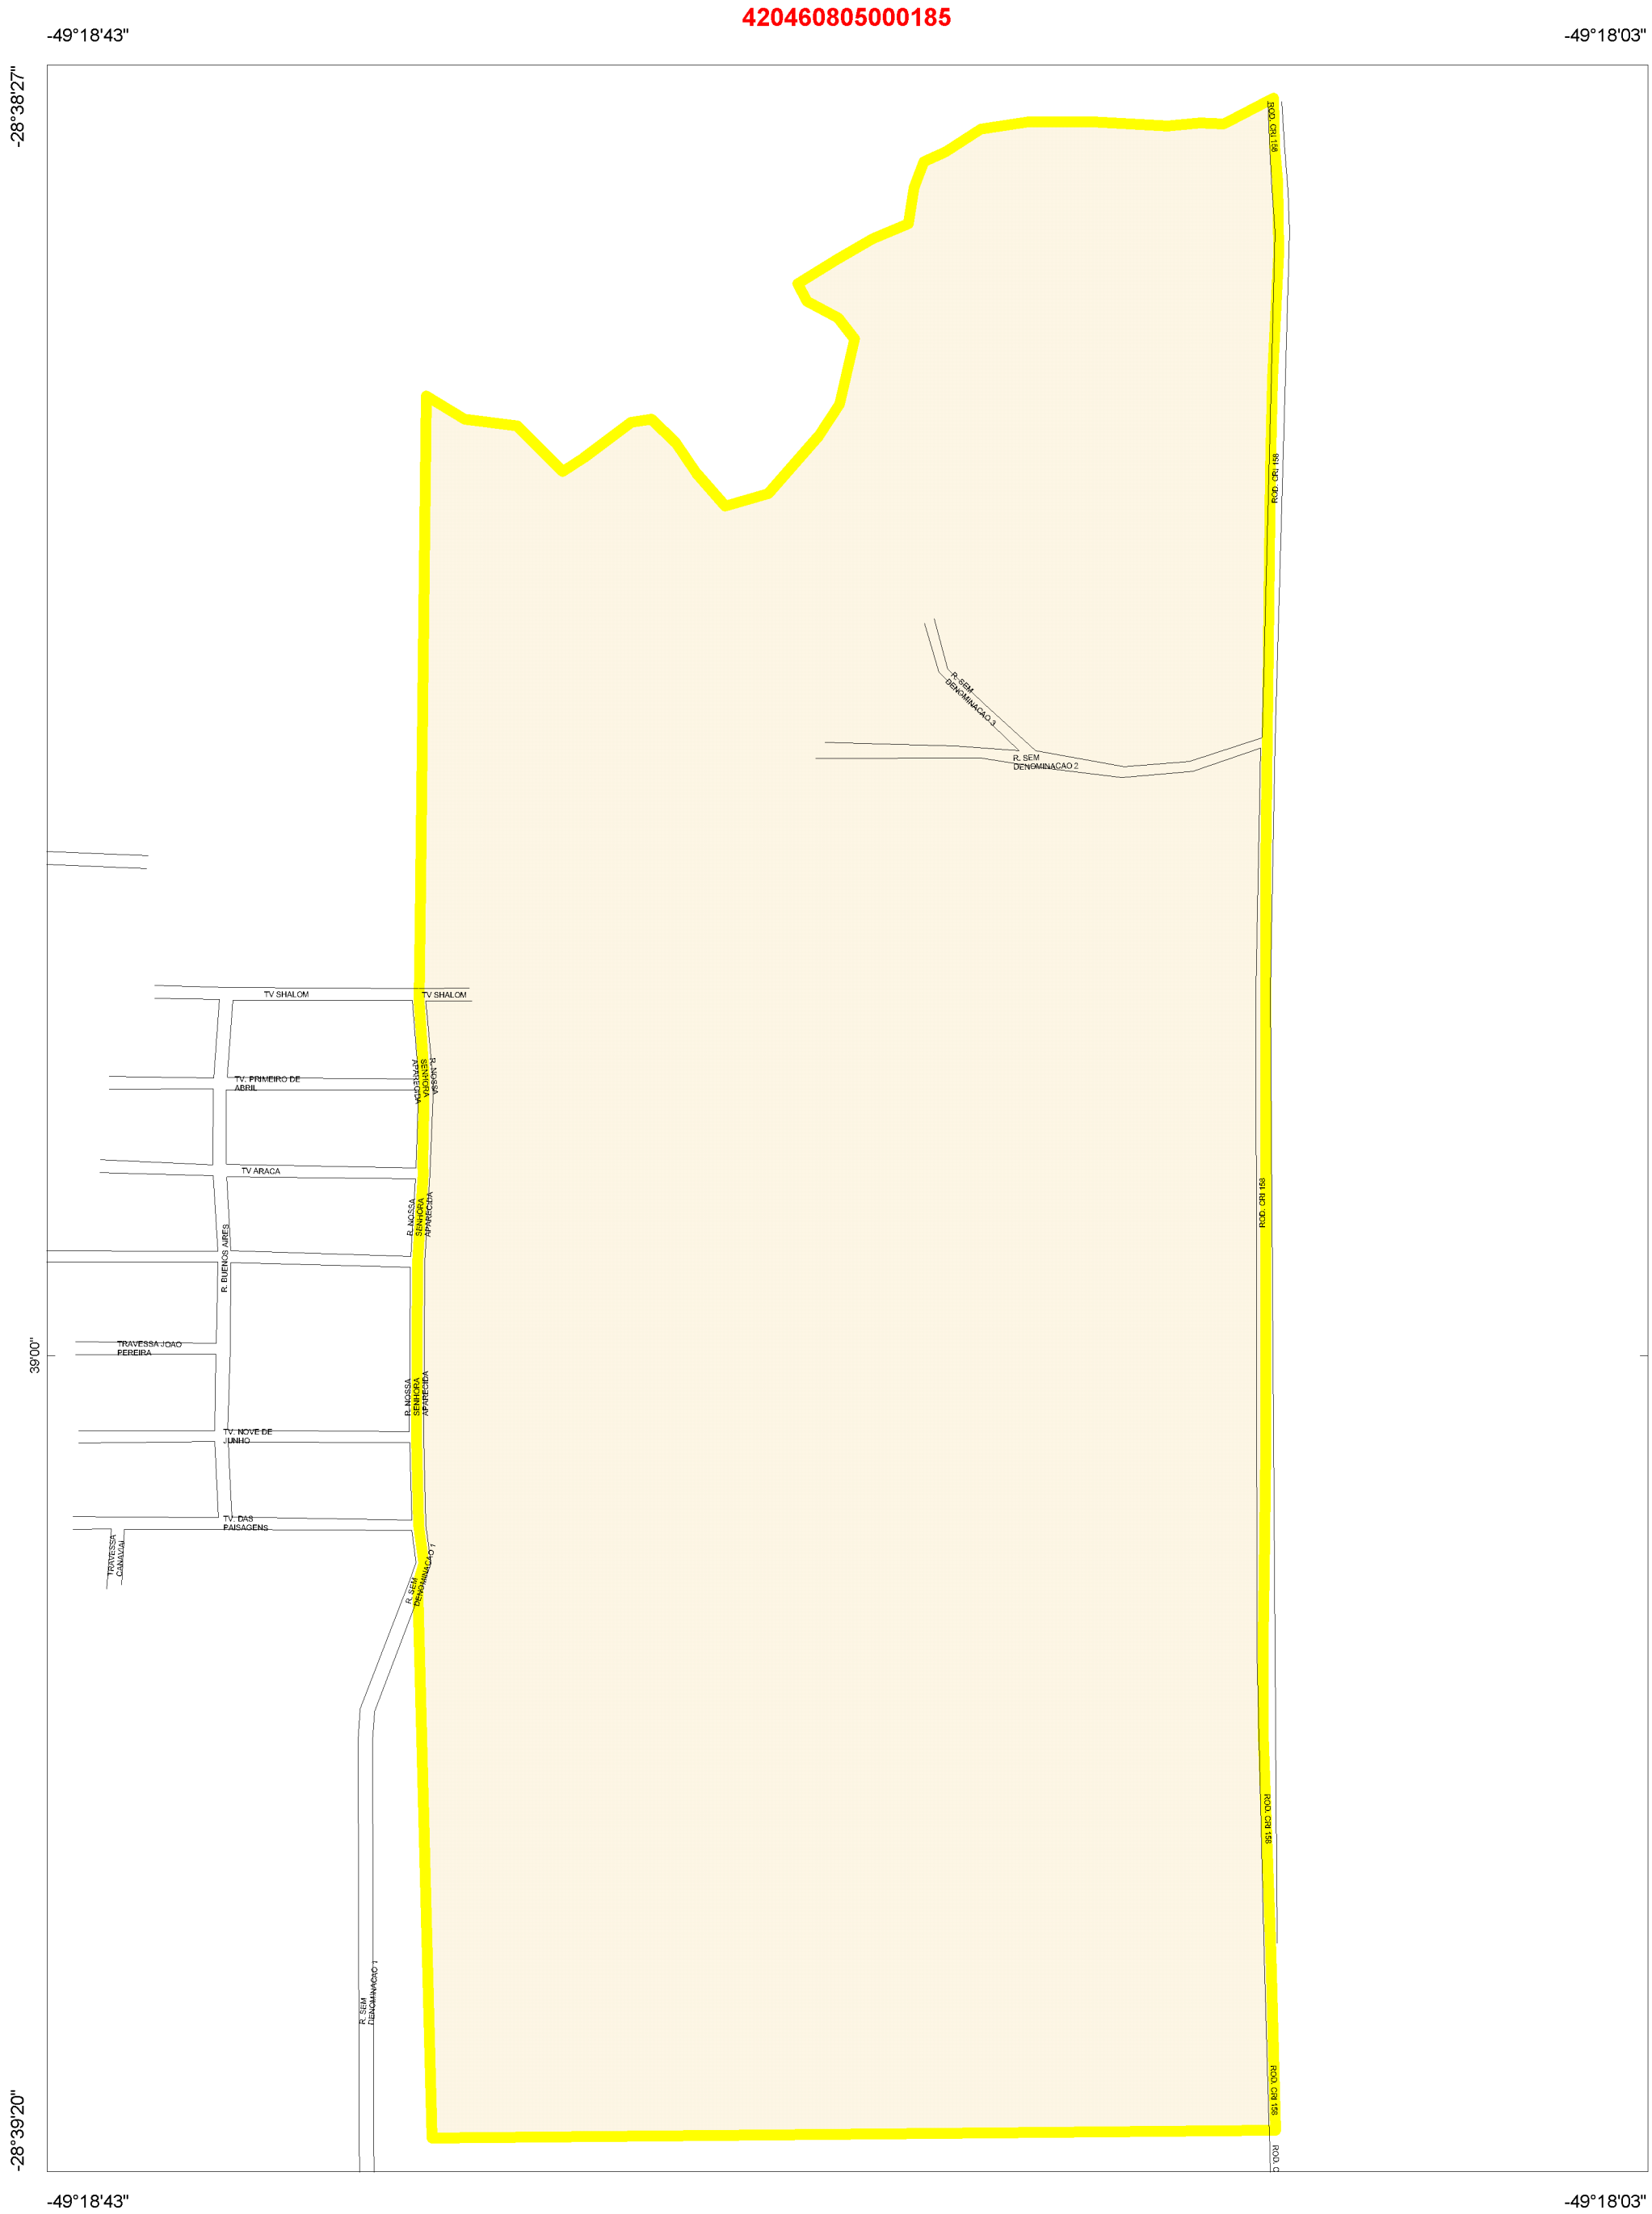 420460805000185
-49°18'43"
-49°18'03"
-28°38'27"
ROD. CRI 158
ROD. CRI 158
R. SEM
DENOMINACAO 3
R. SEM
DENOMINACAO 2
TV SHALOM
TV SHALOM
R. NOSSA
SENHORA
APARECIDA
TV. PRIMEIRO DE
ABRIL
TV ARACA
R. NOSSA
SENHORA
APARECIDA
ROD. CRI 158
R. BUENOS AIRES
39'00"
TRAVESSA JOAO
PEREIRA
R. NOSSA
SENHORA
APARECIDA
TV. NOVE DE
JUNHO
TV. DAS
PAISAGENS
TRAVESSA
CANAVIAL
R. SEM
DENOMINACAO 1
ROD. CRI 158
R. SEM
DENOMINACAO 1
ROD. CRI 158
-28°39'20"
ROD. C
-49°18'43"
-49°18'03"